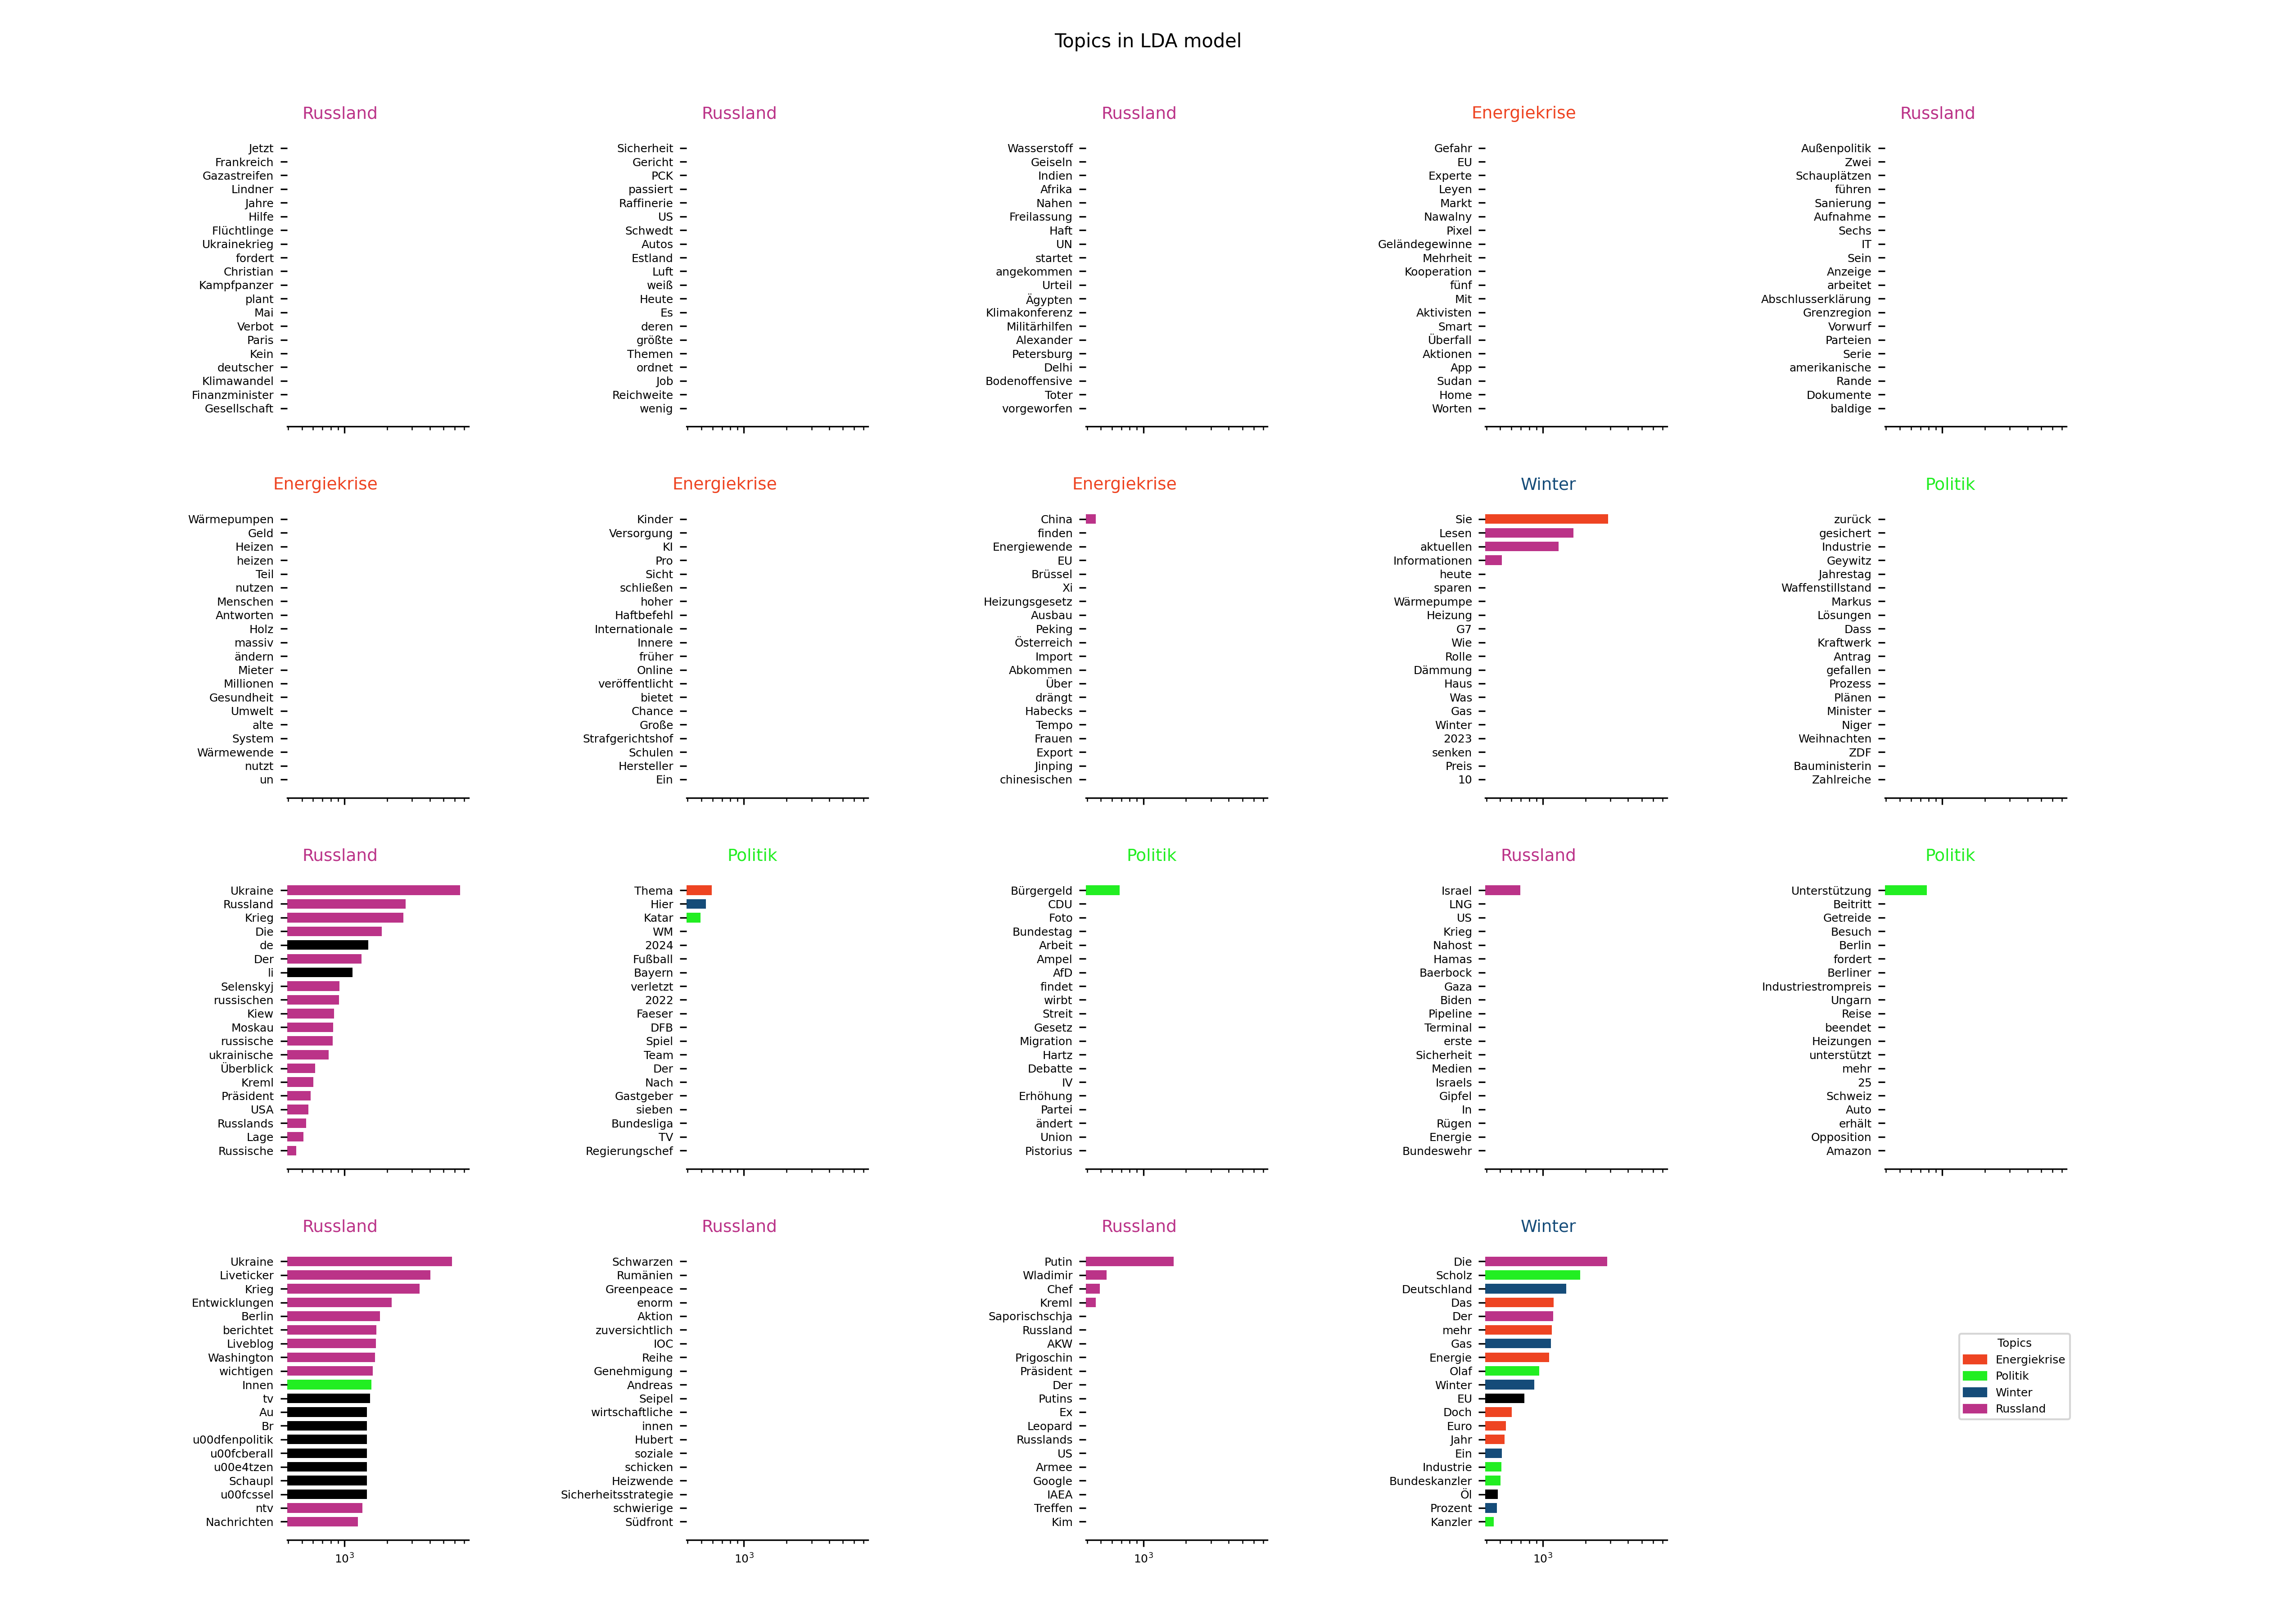 Topics in LDA model
Russland
Jetzt
Frankreich
Gazastreifen
Lindner
Jahre
Hilfe
Flüchtlinge
Ukrainekrieg
fordert
Christian
Kampfpanzer
plant
Mai
Verbot
Paris
Kein
deutscher
Klimawandel
Finanzminister
Gesellschaft
Russland
Sicherheit
Gericht
PCK
passiert
Raffinerie
US
Schwedt
Autos
Estland
Luft
weiß
Heute
Es
deren
größte
Themen
ordnet
Job
Reichweite
wenig
Russland
Wasserstoff
Geiseln
Indien
Afrika
Nahen
Freilassung
Haft
UN
startet
angekommen
Urteil
Ägypten
Klimakonferenz
Militärhilfen
Alexander
Petersburg
Delhi
Bodenoffensive
Toter
vorgeworfen
Energiekrise
Gefahr
EU
Experte
Leyen
Markt
Nawalny
Pixel
Geländegewinne
Mehrheit
Kooperation
fünf
Mit
Aktivisten
Smart
Überfall
Aktionen
App
Sudan
Home
Worten
Russland
Außenpolitik
Zwei
Schauplätzen
führen
Sanierung
Aufnahme
Sechs
IT
Sein
Anzeige
arbeitet
Abschlusserklärung
Grenzregion
Vorwurf
Parteien
Serie
amerikanische
Rande
Dokumente
baldige
Energiekrise
Wärmepumpen
Geld
Heizen
heizen
Teil
nutzen
Menschen
Antworten
Holz
massiv
ändern
Mieter
Millionen
Gesundheit
Umwelt
alte
System
Wärmewende
nutzt
un
Energiekrise
Kinder
Versorgung
KI
Pro
Sicht
schließen
hoher
Haftbefehl
Internationale
Innere
früher
Online
veröffentlicht
bietet
Chance
Große
Strafgerichtshof
Schulen
Hersteller
Ein
Energiekrise
China
finden
Energiewende
EU
Brüssel
Xi
Heizungsgesetz
Ausbau
Peking
Österreich
Import
Abkommen
Über
drängt
Habecks
Tempo
Frauen
Export
Jinping
chinesischen
Winter
Sie
Lesen
aktuellen
Informationen
heute
sparen
Wärmepumpe
Heizung
G7
Wie
Rolle
Dämmung
Haus
Was
Gas
Winter
2023
senken
Preis
10
Politik
zurück
gesichert
Industrie
Geywitz
Jahrestag
Waffenstillstand
Markus
Lösungen
Dass
Kraftwerk
Antrag
gefallen
Prozess
Plänen
Minister
Niger
Weihnachten
ZDF
Bauministerin
Zahlreiche
Russland
Ukraine
Russland
Krieg
Die
de
Der
li
Selenskyj
russischen
Kiew
Moskau
russische
ukrainische
Überblick
Kreml
Präsident
USA
Russlands
Lage
Russische
Politik
Thema
Hier
Katar
WM
2024
Fußball
Bayern
verletzt
2022
Faeser
DFB
Spiel
Team
Der
Nach
Gastgeber
sieben
Bundesliga
TV
Regierungschef
Politik
Bürgergeld
CDU
Foto
Bundestag
Arbeit
Ampel
AfD
findet
wirbt
Streit
Gesetz
Migration
Hartz
Debatte
IV
Erhöhung
Partei
ändert
Union
Pistorius
Russland
Israel
LNG
US
Krieg
Nahost
Hamas
Baerbock
Gaza
Biden
Pipeline
Terminal
erste
Sicherheit
Medien
Israels
Gipfel
In
Rügen
Energie
Bundeswehr
Politik
Unterstützung
Beitritt
Getreide
Besuch
Berlin
fordert
Berliner
Industriestrompreis
Ungarn
Reise
beendet
Heizungen
unterstützt
mehr
25
Schweiz
Auto
erhält
Opposition
Amazon
Russland
Ukraine
Liveticker
Krieg
Entwicklungen
Berlin
berichtet
Liveblog
Washington
wichtigen
Innen
tv
Au
Br
u00dfenpolitik
u00fcberall
u00e4tzen
Schaupl
u00fcssel
ntv
Nachrichten
10³
Russland
Schwarzen
Rumänien
Greenpeace
enorm
Aktion
zuversichtlich
IOC
Reihe
Genehmigung
Andreas
Seipel
wirtschaftliche
innen
Hubert
soziale
schicken
Heizwende
Sicherheitsstrategie
schwierige
Südfront
10³
Russland
Putin
Wladimir
Chef
Kreml
Saporischschja
Russland
AKW
Prigoschin
Präsident
Der
Putins
Ex
Leopard
Russlands
US
Armee
Google
IAEA
Treffen
Kim
10³
Winter
Die
Scholz
Deutschland
Das
Der
mehr
Gas
Energie
Olaf
Winter
EU
Doch
Euro
Jahr
Ein
Industrie
Bundeskanzler
Öl
Prozent
Kanzler
10³
Topics
Energiekrise
Politik
Winter
Russland